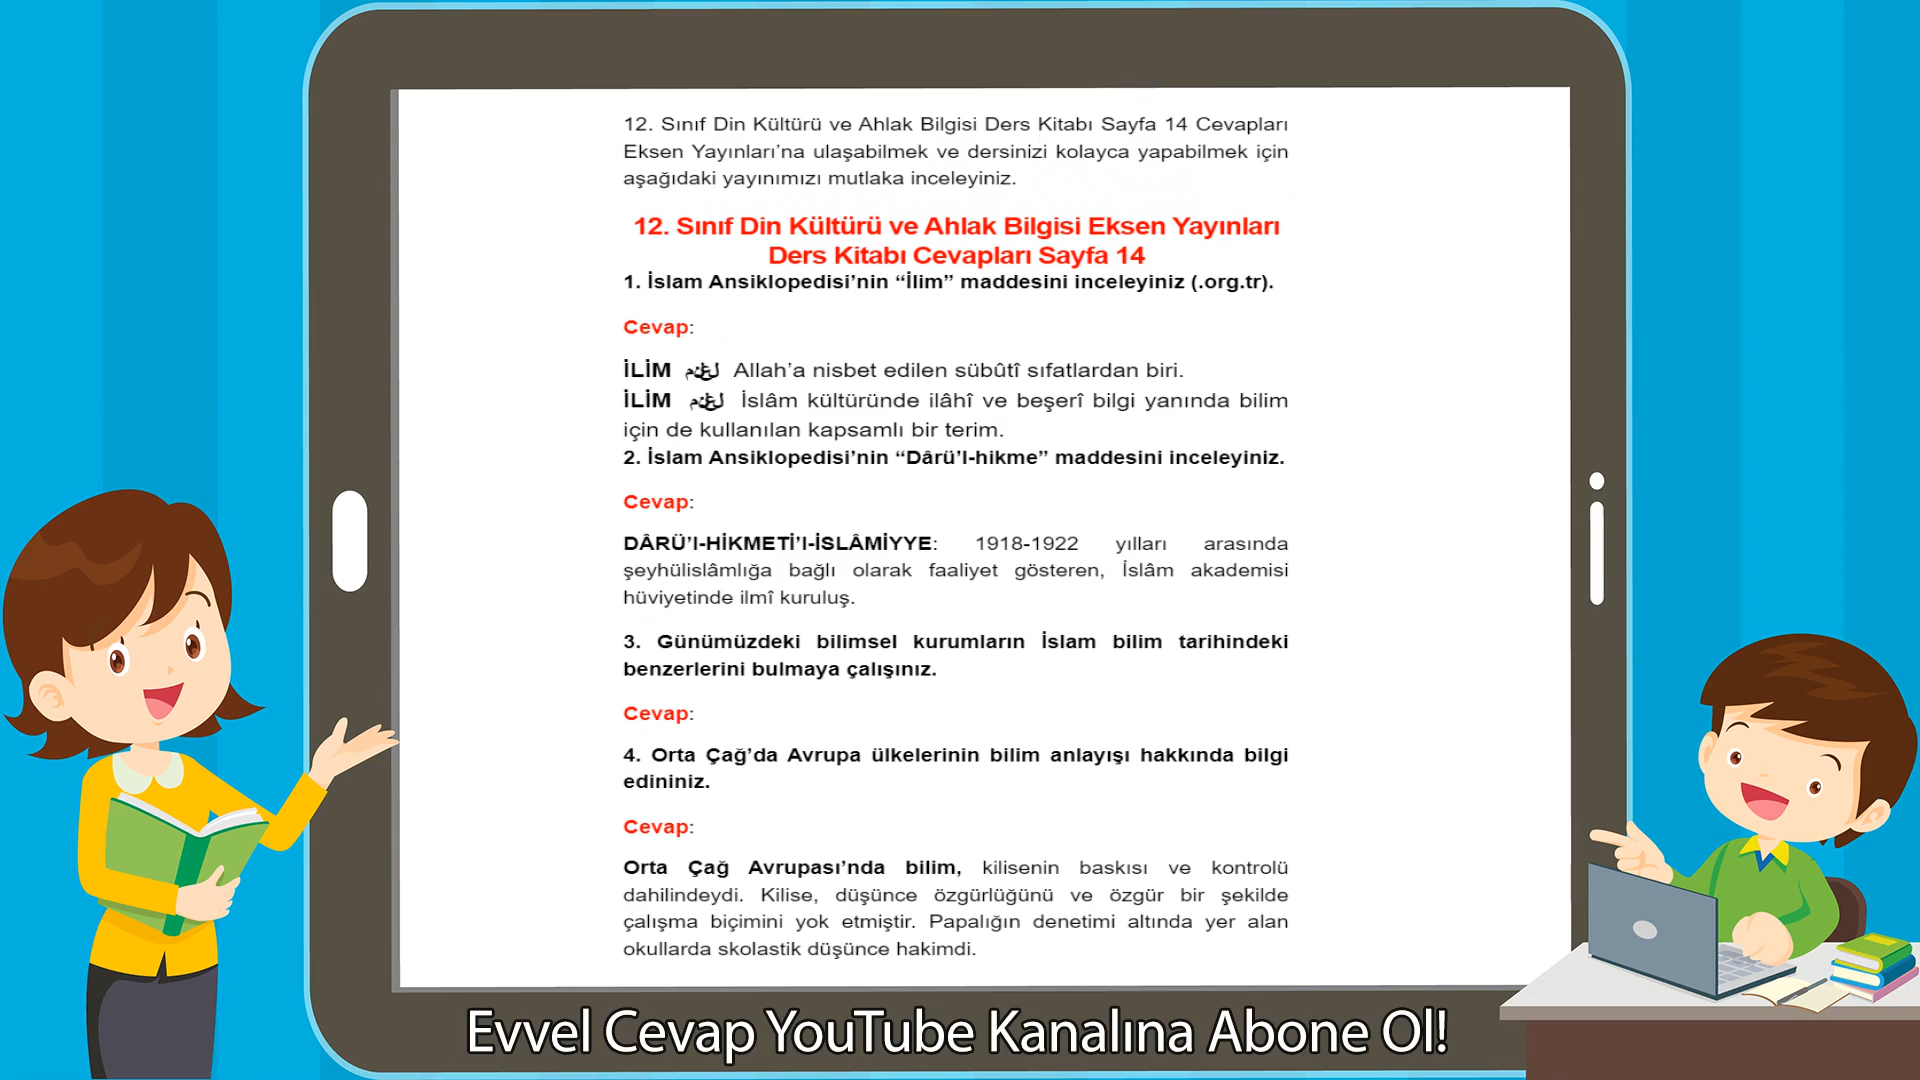 12. Sınıf Din Kültürü ve Ahlak Bilgisi Ders Kitabı Sayfa 14 Cevapları
Eksen Yayınları’na ulaşabilmek ve dersinizi kolayca yapabilmek için
aşağıdaki yayınımızı mutlaka inceleyiniz.
12. Sınıf Din Kültürü ve Ahlak Bilgisi Eksen Yayınları
Ders Kitabı Cevapları Sayfa 14
1. İslam Ansiklopedisi’nin “İlim” maddesini inceleyiniz (.org.tr).
Cevap:
İLİM Allah’a nisbet edilen sübûtî sıfatlardan biri.
İLİM İslâm kültüründe ilâhî ve beşerî bilgi yanında bilim
için de kullanılan kapsamlı bir terim.
2. İslam Ansiklopedisi’nin “Dârü’l-hikme” maddesini inceleyiniz.
Cevap:
DÂRÜ’l-HİKMETİ’l-İSLÂMİYYE: 1918-1922 yılları arasında
şeyhülislâmlığa bağlı olarak faaliyet gösteren, İslâm akademisi
hüviyetinde ilmî kuruluş.
3. Günümüzdeki bilimsel kurumların İslam bilim tarihindeki
benzerlerini bulmaya çalışınız.
Cevap:
4. Orta Çağ’da Avrupa ülkelerinin bilim anlayışı hakkında bilgi
edininiz.
Cevap:
Orta Çağ Avrupası’nda bilim, kilisenin baskısı ve kontrolü
dahilindeydi. Kilise, düşünce özgürlüğünü ve özgür bir şekilde
çalışma biçimini yok etmiştir. Papalığın denetimi altında yer alan
okullarda skolastik düşünce hakimdi.
Evvel Cevap YouTube Kanalına Abone Ol!